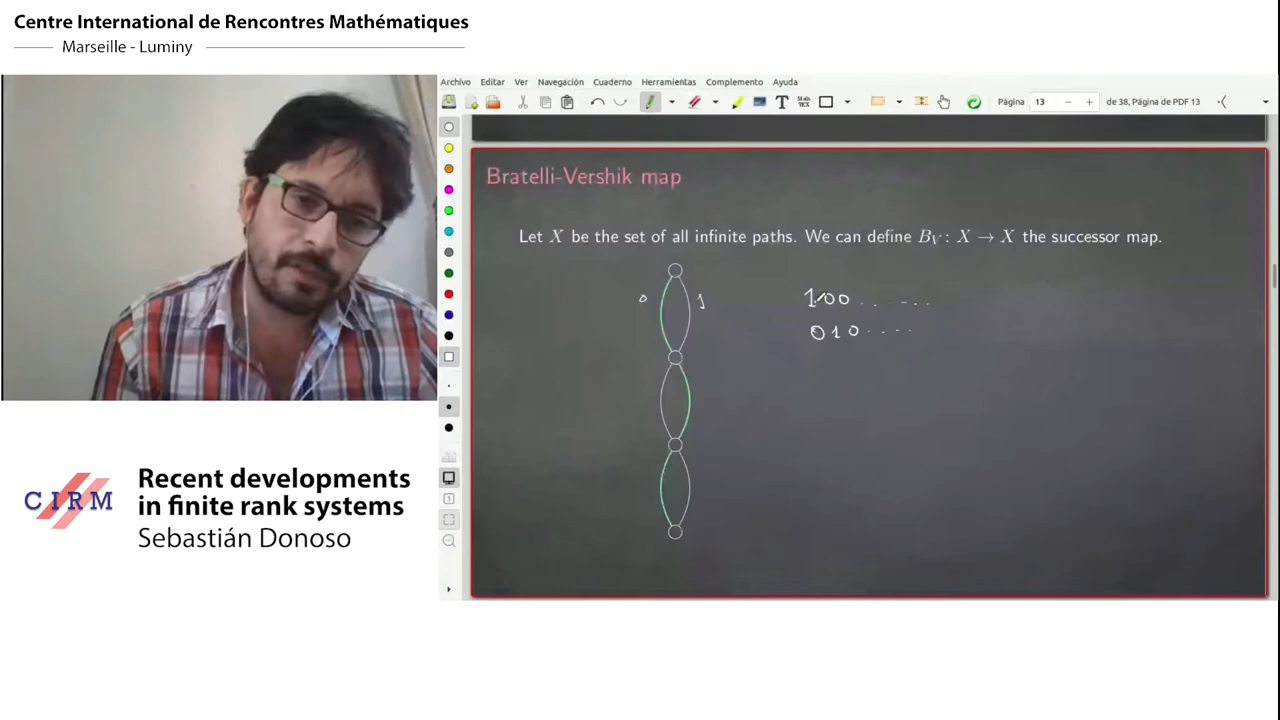 Centre International de Rencontres Mathématiques
Marseille - Luminy
Archivo Editar Ver Navegación Cuaderno Herramientas Complemento Ayuda
Página 13 de 38, Página de PDF 13
Bratelli-Vershik map
Let X be the set of all infinite paths. We can define B_V : X → X the successor map.
0 1 100.......
010....
CIRM
Recent developments
in finite rank systems
Sebastián Donoso